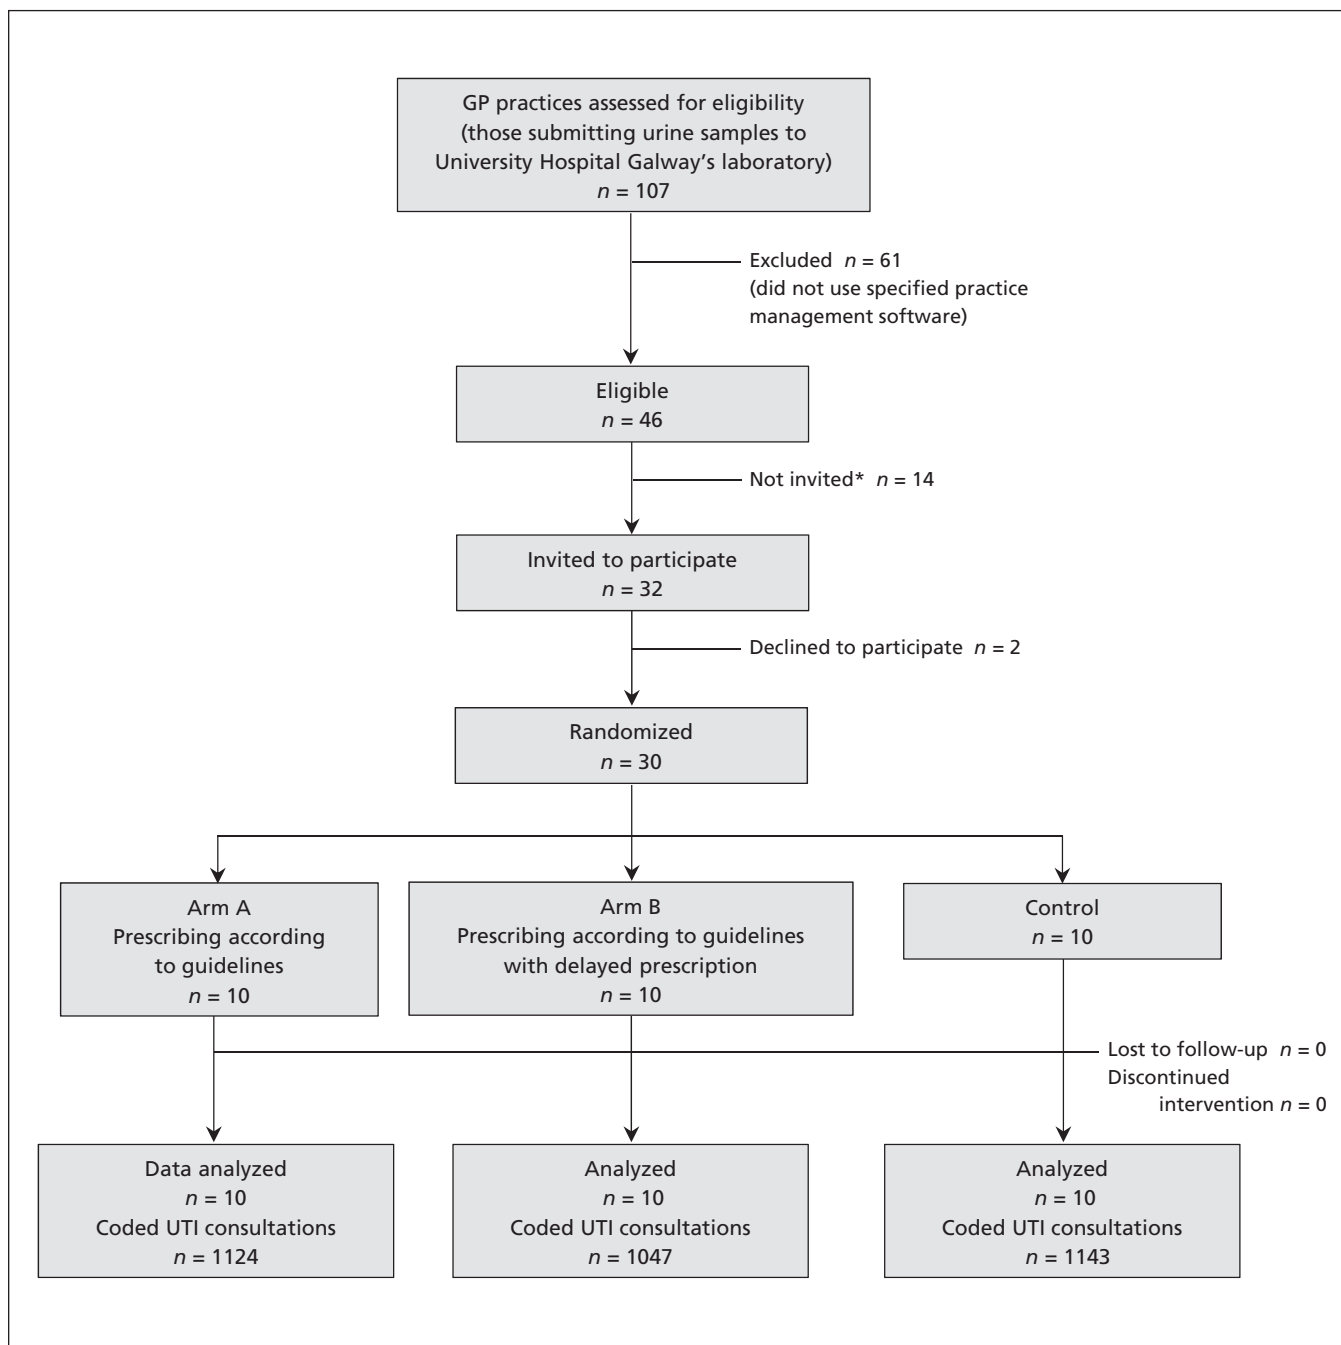 GP practices assessed for eligibility
(those submitting urine samples to
University Hospital Galway's laboratory)
n = 107
Excluded n = 61
(did not use specified practice
management software)
Eligible
n = 46
Not invited* n = 14
Invited to participate
n = 32
Declined to participate n = 2
Randomized
n = 30
Arm A
Prescribing according
to guidelines
n = 10
Arm B
Prescribing according to guidelines
with delayed prescription
n = 10
Control
n = 10
Lost to follow-up n = 0
Discontinued
intervention n = 0
Data analyzed
n = 10
Coded UTI consultations
n = 1124
Analyzed
n = 10
Coded UTI consultations
n = 1047
Analyzed
n = 10
Coded UTI consultations
n = 1143